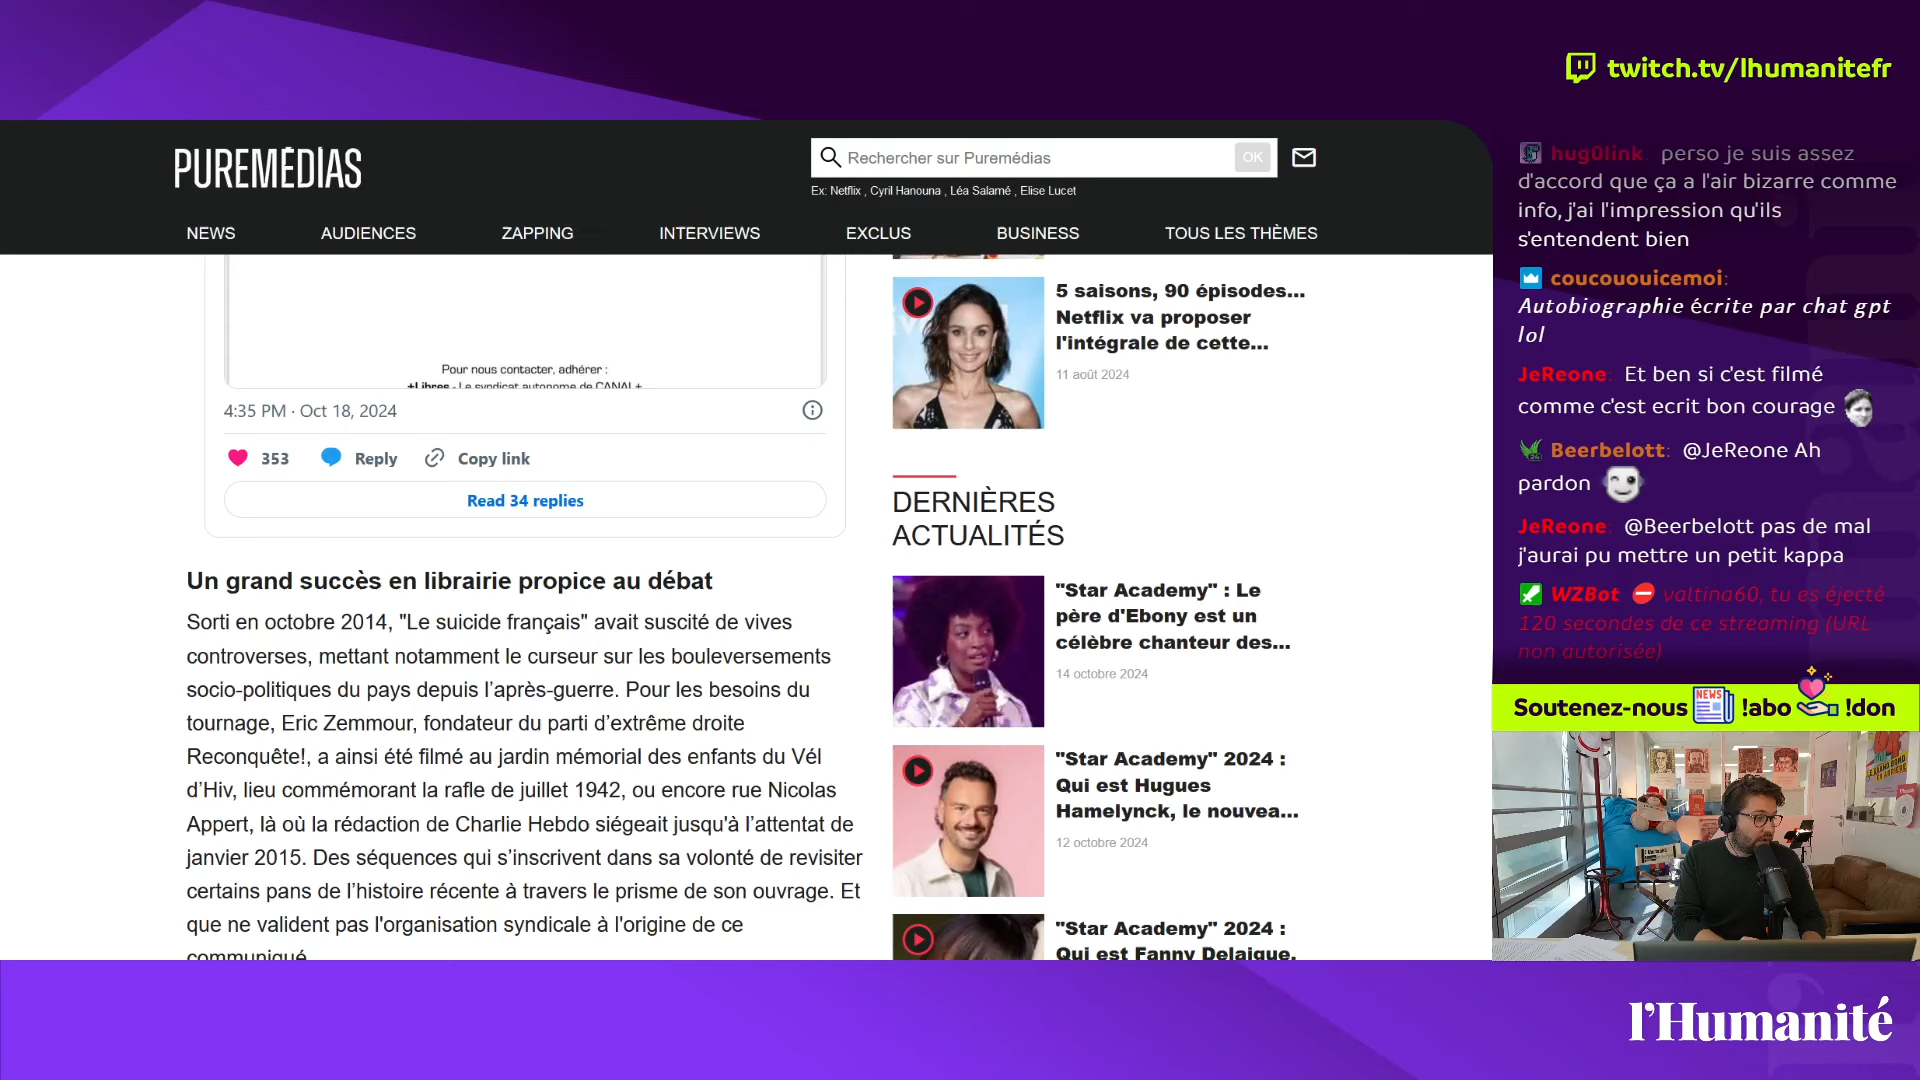 twitch.tv/lhumanitefr
PUREMÉDIAS
Rechercher sur Puremédias
OK
Ex: Netflix , Cyril Hanouna , Léa Salamé , Elise Lucet
NEWS
AUDIENCES
ZAPPING
INTERVIEWS
EXCLUS
BUSINESS
TOUS LES THÈMES
Pour nous contacter, adhérer :
+Libres - Le syndicat autonome de CANAL+
4:35 PM · Oct 18, 2024
353
Reply
Copy link
Read 34 replies
Un grand succès en librairie propice au débat
Sorti en octobre 2014, "Le suicide français" avait suscité de vives
controverses, mettant notamment le curseur sur les bouleversements
socio-politiques du pays depuis l’après-guerre. Pour les besoins du
tournage, Eric Zemmour, fondateur du parti d’extrême droite
Reconquête!, a ainsi été filmé au jardin mémorial des enfants du Vél
d’Hiv, lieu commémorant la rafle de juillet 1942, ou encore rue Nicolas
Appert, là où la rédaction de Charlie Hebdo siégeait jusqu'à l’attentat de
janvier 2015. Des séquences qui s’inscrivent dans sa volonté de revisiter
certains pans de l’histoire récente à travers le prisme de son ouvrage. Et
que ne valident pas l'organisation syndicale à l'origine de ce
communiqué.
5 saisons, 90 épisodes...
Netflix va proposer
l'intégrale de cette...
11 août 2024
DERNIÈRES
ACTUALITÉS
"Star Academy" : Le
père d'Ebony est un
célèbre chanteur des...
14 octobre 2024
"Star Academy" 2024 :
Qui est Hugues
Hamelynck, le nouvea...
12 octobre 2024
"Star Academy" 2024 :
Qui est Fanny Delaigue,
hug0link: perso je suis assez
d'accord que ça a l'air bizarre comme
info, j'ai l'impression qu'ils
s'entendent bien
coucououicemoi:
Autobiographie écrite par chat gpt
lol
JeReone: Et ben si c'est filmé
comme c'est ecrit bon courage
Beerbelott: @JeReone Ah
pardon
JeReone: @Beerbelott pas de mal
j'aurai pu mettre un petit kappa
WZBot valtina60, tu es éjecté
120 secondes de ce streaming (URL
non autorisée)
Soutenez-nous NEWS !abo !don
l'Humanité